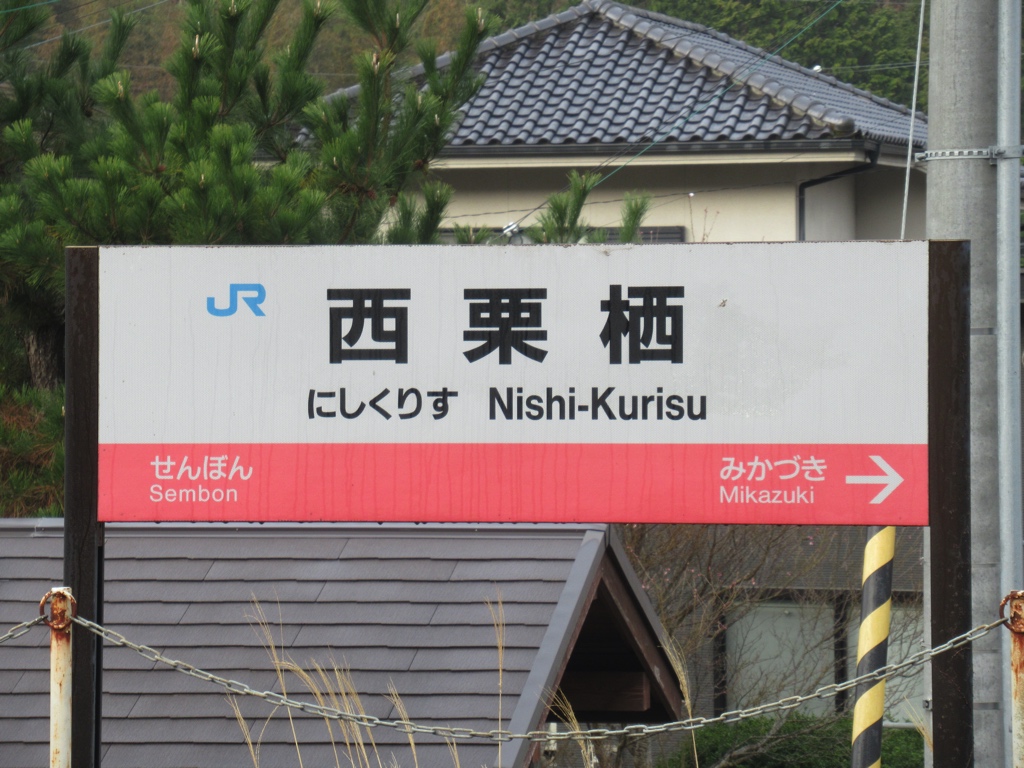 JR
西栗栖
にしくりす Nishi-Kurisu
せんぼん みかづき →
Sembon Mikazuki